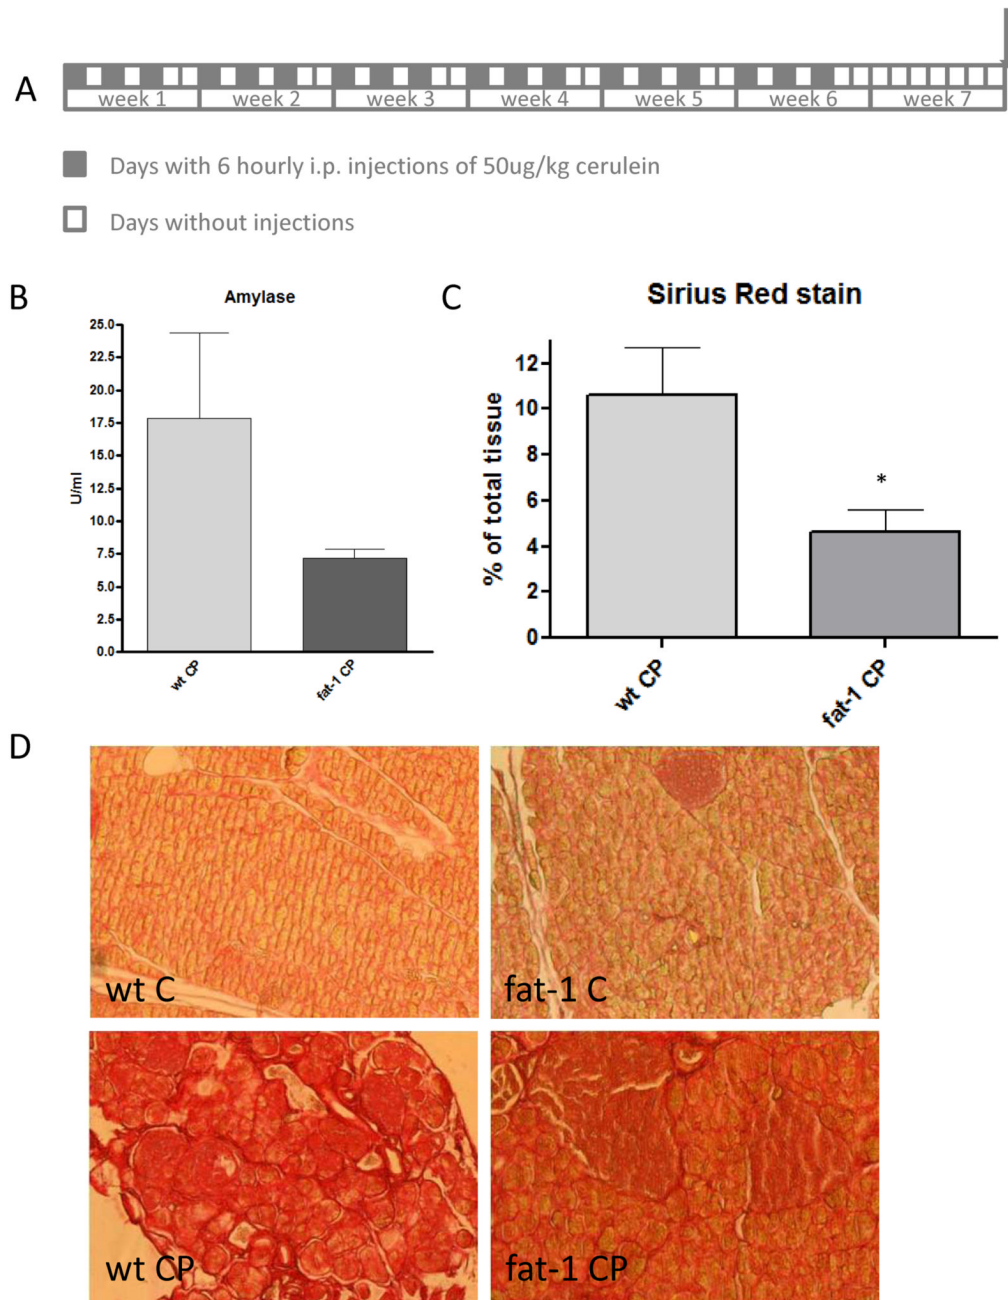 A
week 1 week 2 week 3 week 4 week 5 week 6 week 7
Days with 6 hourly i.p. injections of 50ug/kg cerulein
Days without injections
B
Amylase
25.0
22.5
20.0
17.5
15.0
12.5
10.0
7.5
5.0
2.5
0.0
U/ml
wt CP
fat-1 CP
C
Sirius Red stain
12
10
8
6
4
2
0
% of total tissue
*
wt CP
fat-1 CP
D
wt C
fat-1 C
wt CP
fat-1 CP